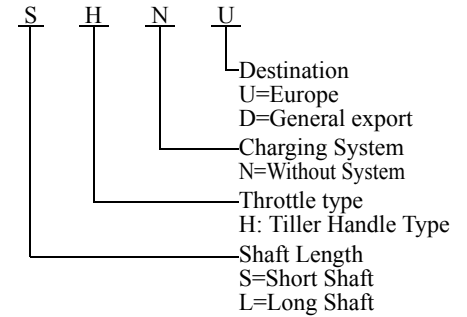 S H N U
Destination
U=Europe
D=General export
Charging System
N=Without System
Throttle type
H: Tiller Handle Type
Shaft Length
S=Short Shaft
L=Long Shaft